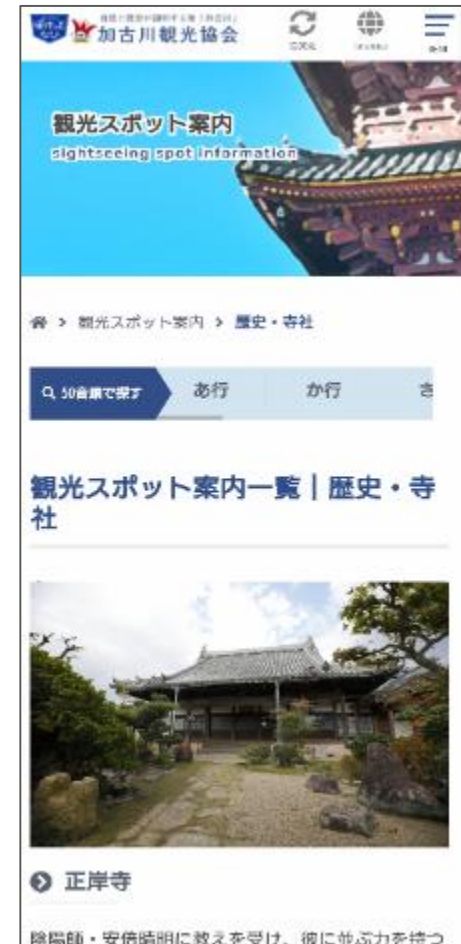 加古川観光協会
観光スポット案内
sightseeing spot information
> 観光スポット案内 > 歴史・寺社
50音順で探す
あ行
か行
さ
観光スポット案内一覧|歴史・寺
社
正岸寺
陰陽師・安倍晴明に教えを受け、彼に並ぶ力を持つ